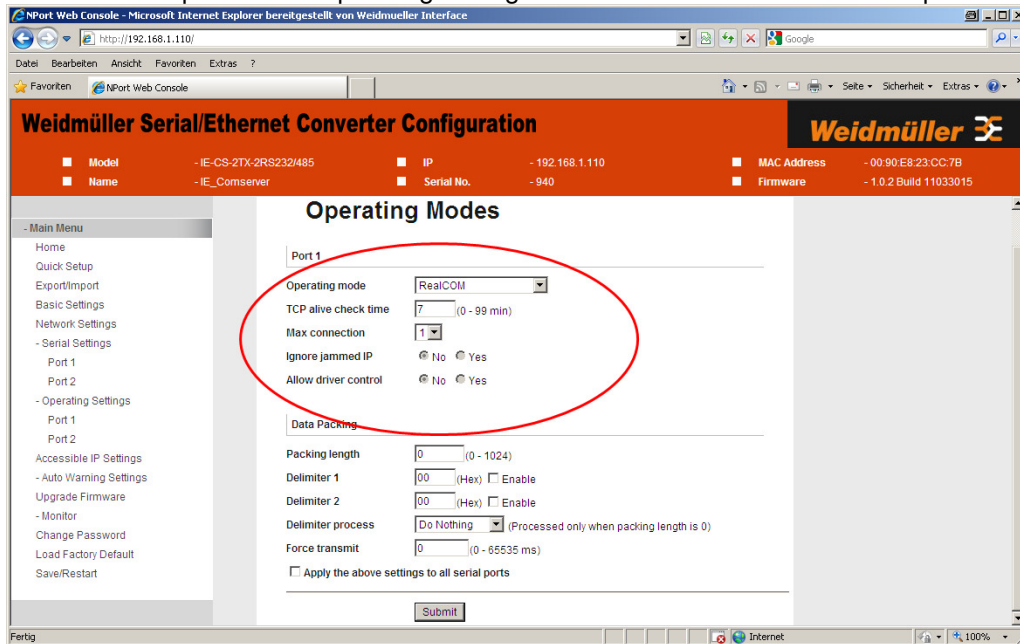 NPort Web Console - Microsoft Internet Explorer bereitgestellt von Weidmueller Interface
http://192.168.1.110/
Google
Datei Bearbeiten Ansicht Favoriten Extras ?
Favoriten NPort Web Console Seite Sicherheit Extras
Weidmüller Serial/Ethernet Converter Configuration
Weidmüller
Model - IE-CS-2TX-2RS232/485 IP - 192.168.1.110 MAC Address - 00:90:E8:23:CC:7B
Name - IE_Comserver Serial No. - 940 Firmware - 1.0.2 Build 11033015
- Main Menu
Home
Quick Setup
Export/Import
Basic Settings
Network Settings
- Serial Settings
Port 1
Port 2
- Operating Settings
Port 1
Port 2
Accessible IP Settings
- Auto Warning Settings
Upgrade Firmware
- Monitor
Change Password
Load Factory Default
Save/Restart
Operating Modes
Port 1
Operating mode RealCOM
TCP alive check time 7 (0 - 99 min)
Max connection 1
Ignore jammed IP No Yes
Allow driver control No Yes
Data Packing
Packing length 0 (0 - 1024)
Delimiter 1 00 (Hex) Enable
Delimiter 2 00 (Hex) Enable
Delimiter process Do Nothing (Processed only when packing length is 0)
Force transmit 0 (0 - 65535 ms)
Apply the above settings to all serial ports
Submit
Fertig Internet 100%